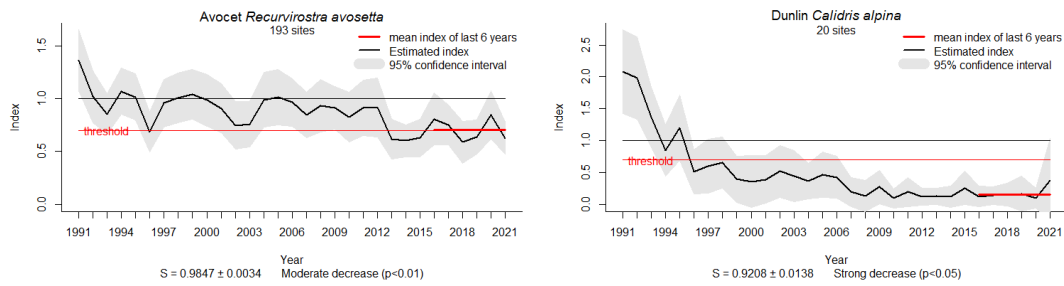 Avocet Recurvirostra avosetta
193 sites
mean index of last 6 years
Estimated index
95% confidence interval
threshold
Index
0.0 0.5 1.0 1.5
1991 1994 1997 2000 2003 2006 2009 2012 2015 2018 2021
Year
S = 0.9847 ± 0.0034 Moderate decrease (p<0.01)
Dunlin Calidris alpina
20 sites
mean index of last 6 years
Estimated index
95% confidence interval
threshold
Index
0.0 0.5 1.0 1.5 2.0 2.5
1991 1994 1997 2000 2003 2006 2009 2012 2015 2018 2021
Year
S = 0.9208 ± 0.0138 Strong decrease (p<0.05)